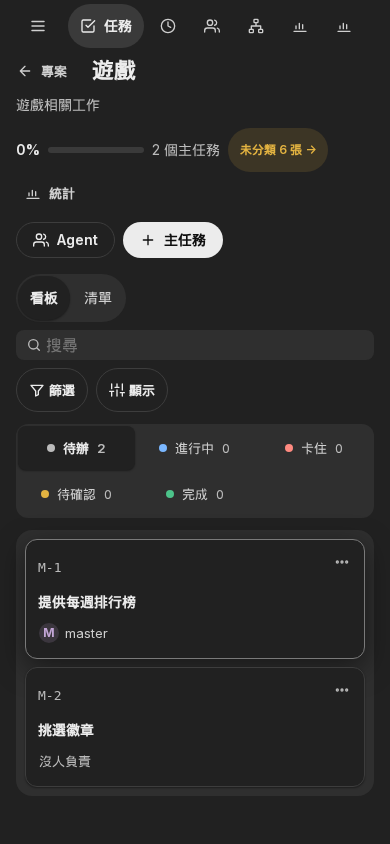 任務
專案 遊戲
遊戲相關工作
0% 2 個主任務 未分類 6 張 →
統計
Agent + 主任務
看板 清單
搜尋
篩選 顯示
待辦 2 進行中 0 卡住 0
待確認 0 完成 0
M-1
提供每週排行榜
M master
M-2
挑選徽章
沒人負責